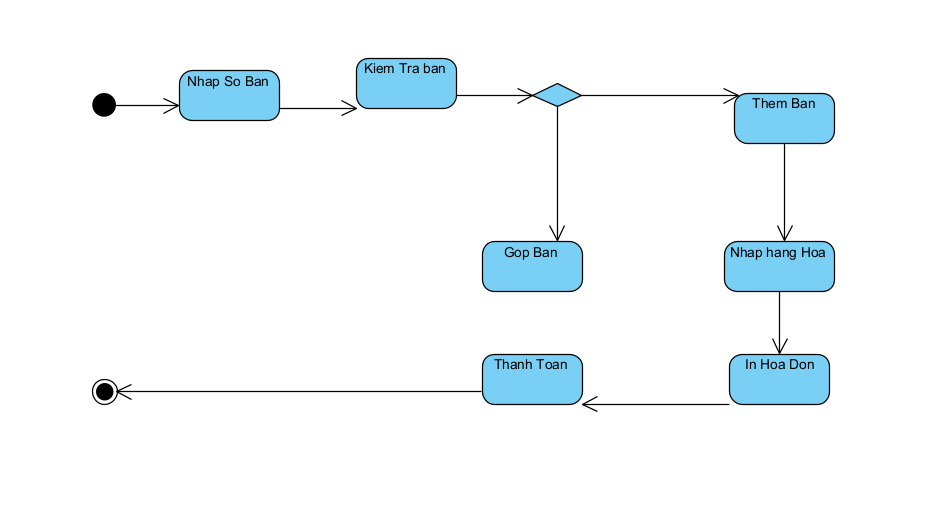 Nhap So Ban
Kiem Tra ban
Them Ban
Gop Ban
Nhap hang Hoa
Thanh Toan
In Hoa Don